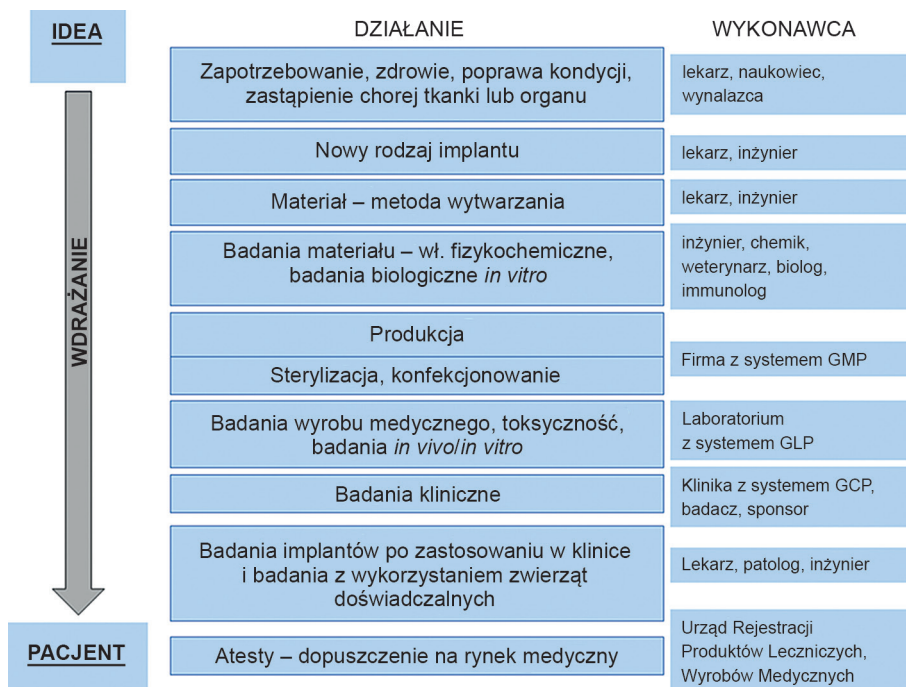 IDEA
DZIAŁANIE
WYKONAWCA
Zapotrzebowanie, zdrowie, poprawa kondycji,
zastąpienie chorej tkanki lub organu
lekarz, naukowiec,
wynalazca
Nowy rodzaj implantu
lekarz, inżynier
Materiał – metoda wytwarzania
lekarz, inżynier
Badania materiału – wł. fizykochemiczne,
badania biologiczne in vitro
inżynier, chemik,
weterynarz, biolog,
immunolog
WDRAŻANIE
Produkcja
Sterylizacja, konfekcjonowanie
Firma z systemem GMP
Badania wyrobu medycznego, toksyczność,
badania in vivo/in vitro
Laboratorium
z systemem GLP
Badania kliniczne
Klinika z systemem GCP,
badacz, sponsor
Badania implantów po zastosowaniu w klinice
i badania z wykorzystaniem zwierząt
doświadczalnych
Lekarz, patolog, inżynier
PACJENT
Atesty – dopuszczenie na rynek medyczny
Urząd Rejestracji
Produktów Leczniczych,
Wyrobów Medycznych